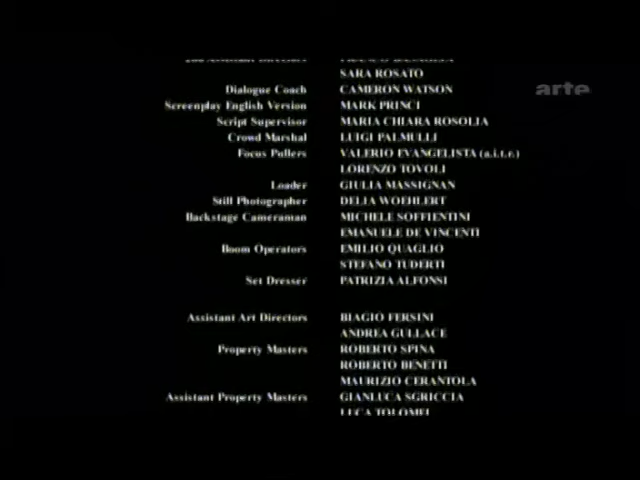 SARA ROSATO
arte
Dialogue Coach CAMERON WATSON
Screenplay English Version MARK PRINCI
Script Supervisor MARIA CHIARA ROSOLIA
Crowd Marshal LUIGI PALMULLI
Focus Pullers VALERIO EVANGELISTA (a.i.t.r.)
LORENZO TOVOLI
Loader GIULIA MASSIGNAN
Still Photographer DELIA WOEHLERT
Backstage Cameraman MICHELE SOFFIENTINI
EMANUELE DE VINCENTI
Boom Operators EMILIO QUAGLIO
STEFANO TUDERTI
Set Dresser PATRIZIA ALFONSI
Assistant Art Directors BIAGIO FERSINI
ANDREA GULLACE
Property Masters ROBERTO SPINA
ROBERTO BENETTI
MAURIZIO CERANTOLA
Assistant Property Masters GIANLUCA SGRICCIA
LUCA TOLOMEI